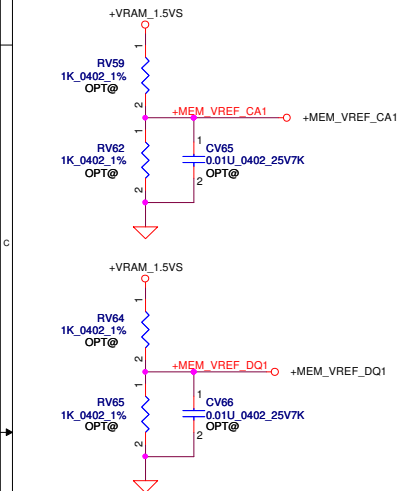 +VRAM_1.5VS
1
RV59
1K_0402_1%
OPT@
2
+MEM_VREF_CA1
+MEM_VREF_CA1
1
RV62
1K_0402_1%
OPT@
2
1
CV65
0.01U_0402_25V7K
OPT@
2
C
+VRAM_1.5VS
1
RV64
1K_0402_1%
OPT@
2
+MEM_VREF_DQ1
+MEM_VREF_DQ1
1
RV65
1K_0402_1%
OPT@
2
1
CV66
0.01U_0402_25V7K
OPT@
2